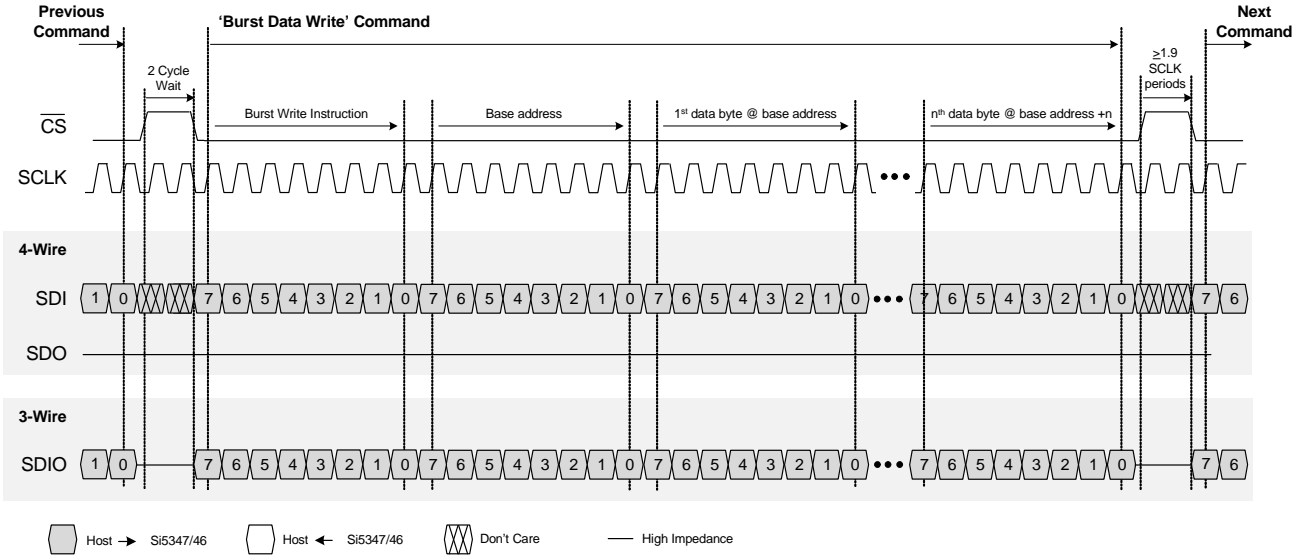 Previous
Command
'Burst Data Write' Command
Next
Command
2 Cycle
Wait
≥1.9
SCLK
periods
Burst Write Instruction
Base address
1st data byte @ base address
nth data byte @ base address +n
CS
SCLK
4-Wire
SDI 1 0 7 6 5 4 3 2 1 0 7 6 5 4 3 2 1 0 7 6 5 4 3 2 1 0 7 6 5 4 3 2 1 0 7 6
SDO
3-Wire
SDIO 1 0 7 6 5 4 3 2 1 0 7 6 5 4 3 2 1 0 7 6 5 4 3 2 1 0 7 6 5 4 3 2 1 0 7 6
Host Si5347/46 Host Si5347/46 Don't Care High Impedance